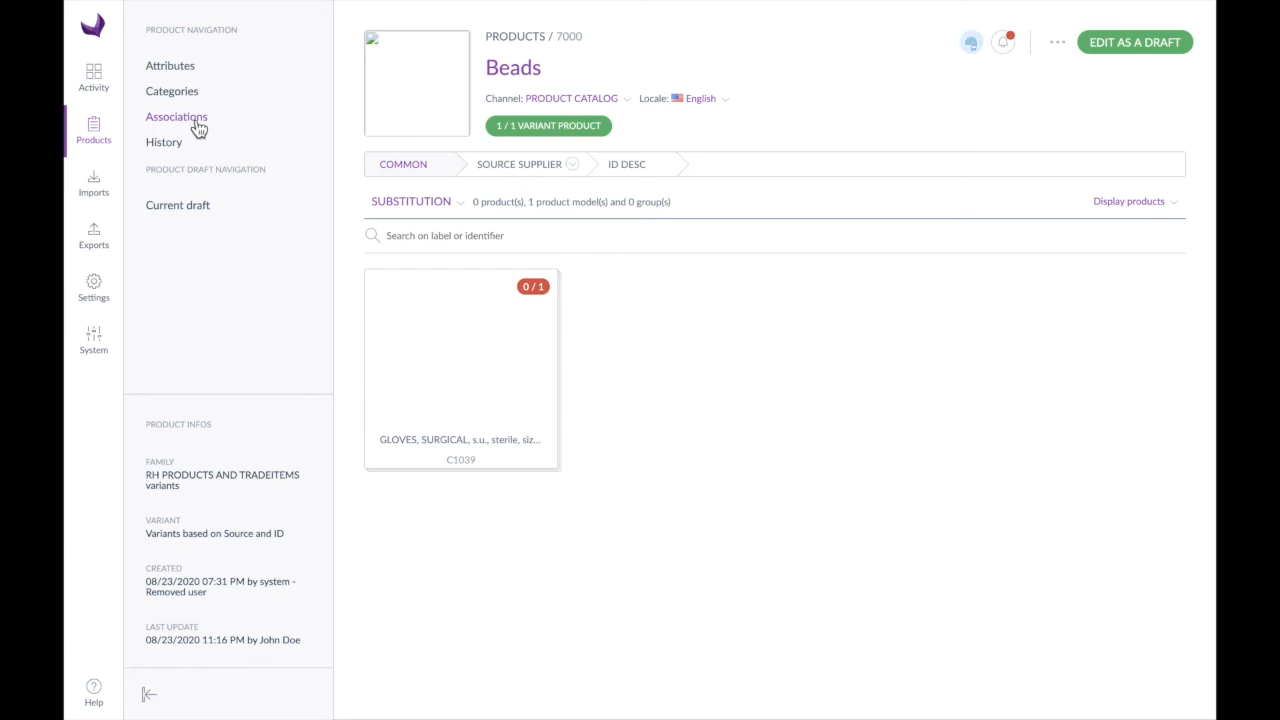 Activity
Products
Imports
Exports
Settings
System
Help
PRODUCT NAVIGATION
Attributes
Categories
Associations
History
PRODUCT DRAFT NAVIGATION
Current draft
PRODUCT INFOS
FAMILY
RH PRODUCTS AND TRADEITEMS
variants
VARIANT
Variants based on Source and ID
CREATED
08/23/2020 07:31 PM by system -
Removed user
LAST UPDATE
08/23/2020 11:16 PM by John Doe
PRODUCTS / 7000
EDIT AS A DRAFT
Beads
Channel: PRODUCT CATALOG Locale: English
1 / 1 VARIANT PRODUCT
COMMON SOURCE SUPPLIER ID DESC
SUBSTITUTION 0 product(s), 1 product model(s) and 0 group(s) Display products
Search on label or identifier
0 / 1
GLOVES, SURGICAL, s.u., sterile, siz...
C1039